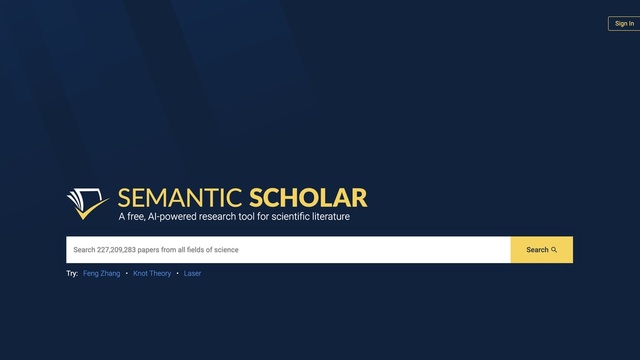 Sign In
SEMANTIC SCHOLAR
A free, AI-powered research tool for scientific literature
Search 227,209,283 papers from all fields of science
Search
Try: Feng Zhang • Knot Theory • Laser